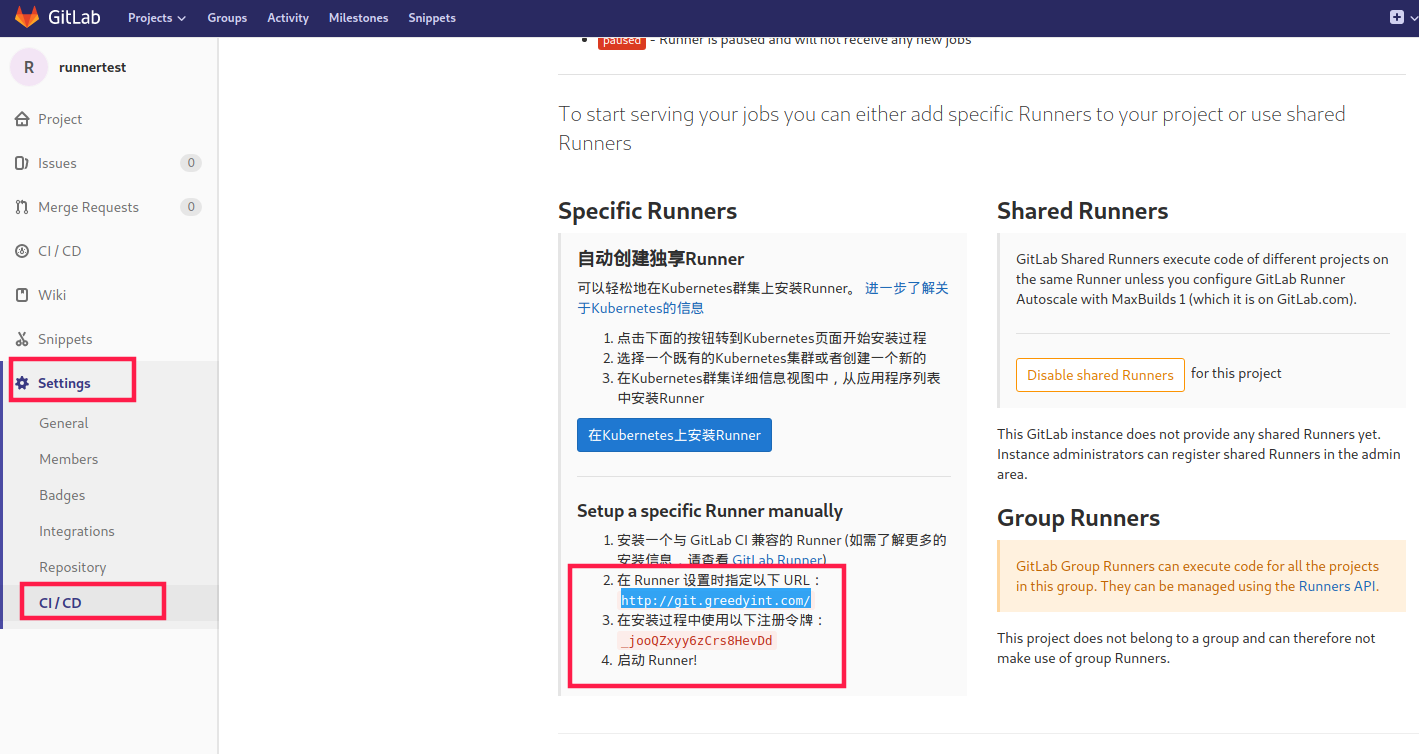 GitLab Projects Groups Activity Milestones Snippets
R runnertest
Project
Issues 0
Merge Requests 0
CI / CD
Wiki
Snippets
Settings
General
Members
Badges
Integrations
Repository
CI / CD
paused - Runner is paused and will not receive any new jobs
To start serving your jobs you can either add specific Runners to your project or use shared
Runners
Specific Runners
自动创建独享Runner
可以轻松地在Kubernetes群集上安装Runner。 进一步了解关
于Kubernetes的信息
1. 点击下面的按钮转到Kubernetes页面开始安装过程
2. 选择一个既有的Kubernetes集群或者创建一个新的
3. 在Kubernetes群集详细信息视图中，从应用程序列表
中安装Runner
在Kubernetes上安装Runner
Setup a specific Runner manually
1. 安装一个与 GitLab CI 兼容的 Runner (如需了解更多的
安装信息，请查看 GitLab Runner)
2. 在 Runner 设置时指定以下 URL：
http://git.greedyint.com/
3. 在安装过程中使用以下注册令牌：
_jooQZxyy6zCrs8HevDd
4. 启动 Runner!
Shared Runners
GitLab Shared Runners execute code of different projects on
the same Runner unless you configure GitLab Runner
Autoscale with MaxBuilds 1 (which it is on GitLab.com).
Disable shared Runners for this project
This GitLab instance does not provide any shared Runners yet.
Instance administrators can register shared Runners in the admin
area.
Group Runners
GitLab Group Runners can execute code for all the projects
in this group. They can be managed using the Runners API.
This project does not belong to a group and can therefore not
make use of group Runners.